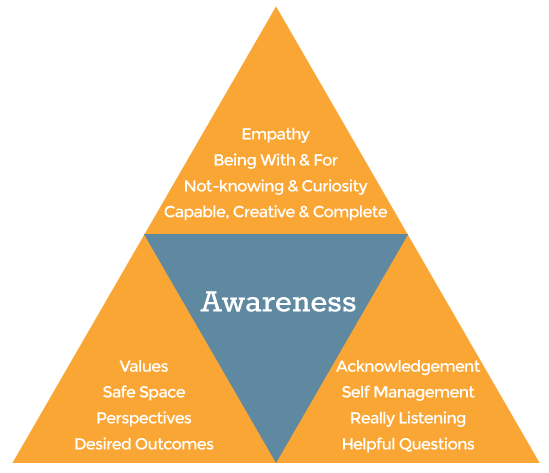 Empathy
Being With & For
Not-knowing & Curiosity
Capable, Creative & Complete
Awareness
Values
Safe Space
Perspectives
Desired Outcomes
Acknowledgement
Self Management
Really Listening
Helpful Questions